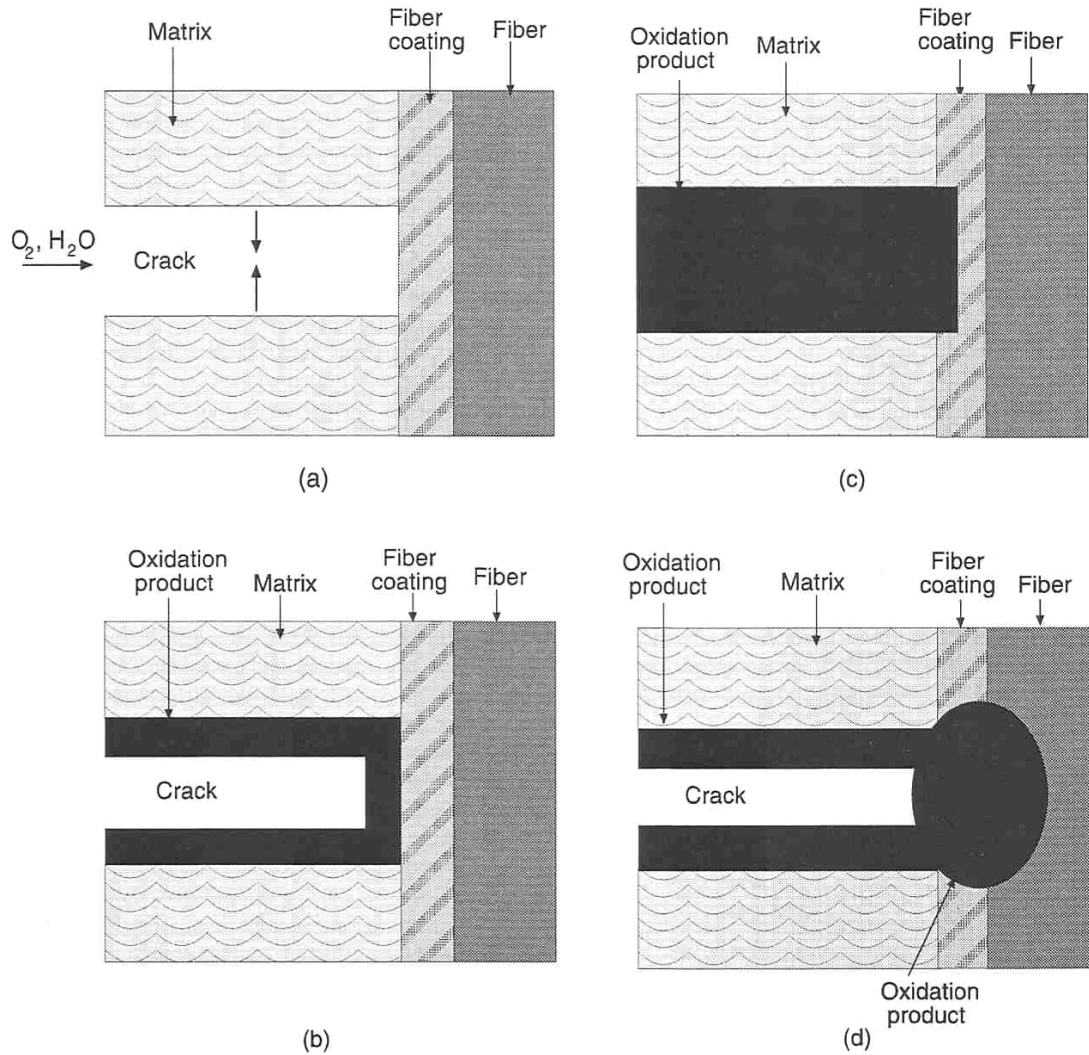 Matrix
Fiber
coating
Fiber
O2, H2O
Crack
(a)
Oxidation
product
Matrix
Fiber
coating
Fiber
(c)
Oxidation
product
Matrix
Fiber
coating
Fiber
Crack
(b)
Oxidation
product
Matrix
Fiber
coating
Fiber
Crack
Oxidation
product
(d)